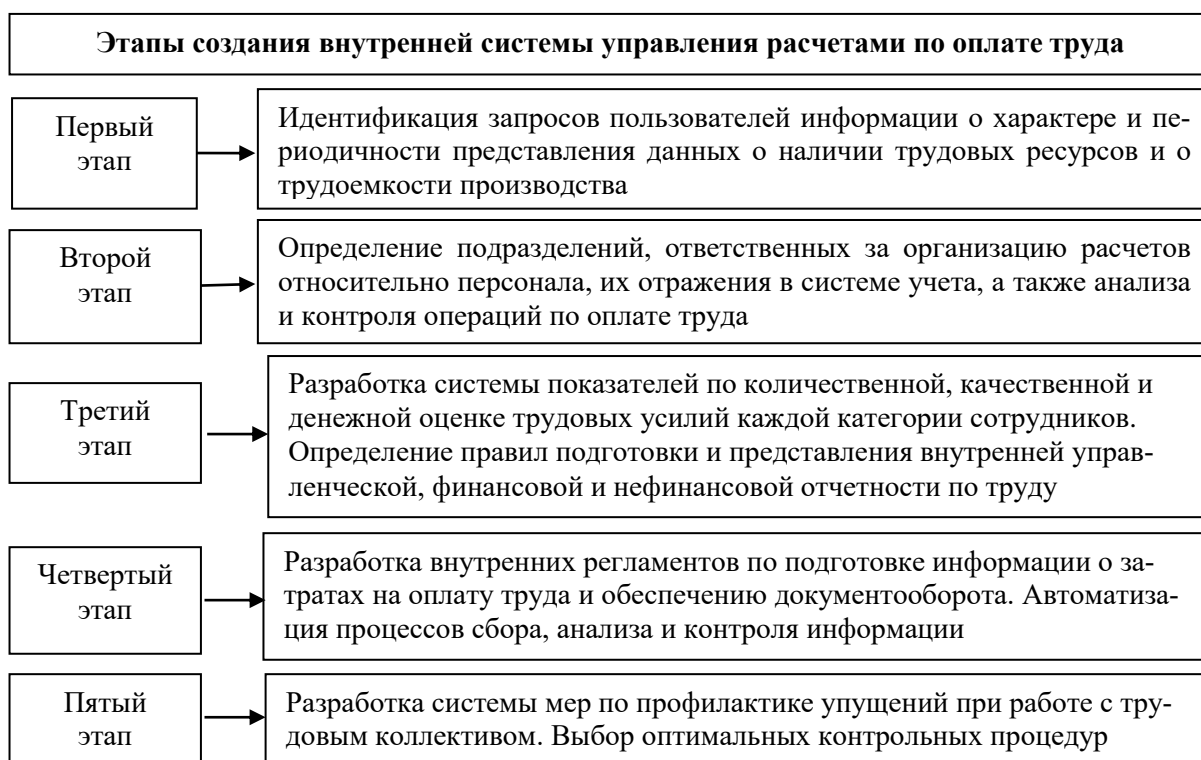 Этапы создания внутренней системы управления расчетами по оплате труда
Первый
этап
Идентификация запросов пользователей информации о характере и пе-
риодичности представления данных о наличии трудовых ресурсов и о
трудоемкости производства
Второй
этап
Определение подразделений, ответственных за организацию расчетов
относительно персонала, их отражения в системе учета, а также анализа
и контроля операций по оплате труда
Третий
этап
Разработка системы показателей по количественной, качественной и
денежной оценке трудовых усилий каждой категории сотрудников.
Определение правил подготовки и представления внутренней управ-
ленческой, финансовой и нефинансовой отчетности по труду
Четвертый
этап
Разработка внутренних регламентов по подготовке информации о за-
тратах на оплату труда и обеспечению документооборота. Автоматиза-
ция процессов сбора, анализа и контроля информации
Пятый
этап
Разработка системы мер по профилактике упущений при работе с тру-
довым коллективом. Выбор оптимальных контрольных процедур